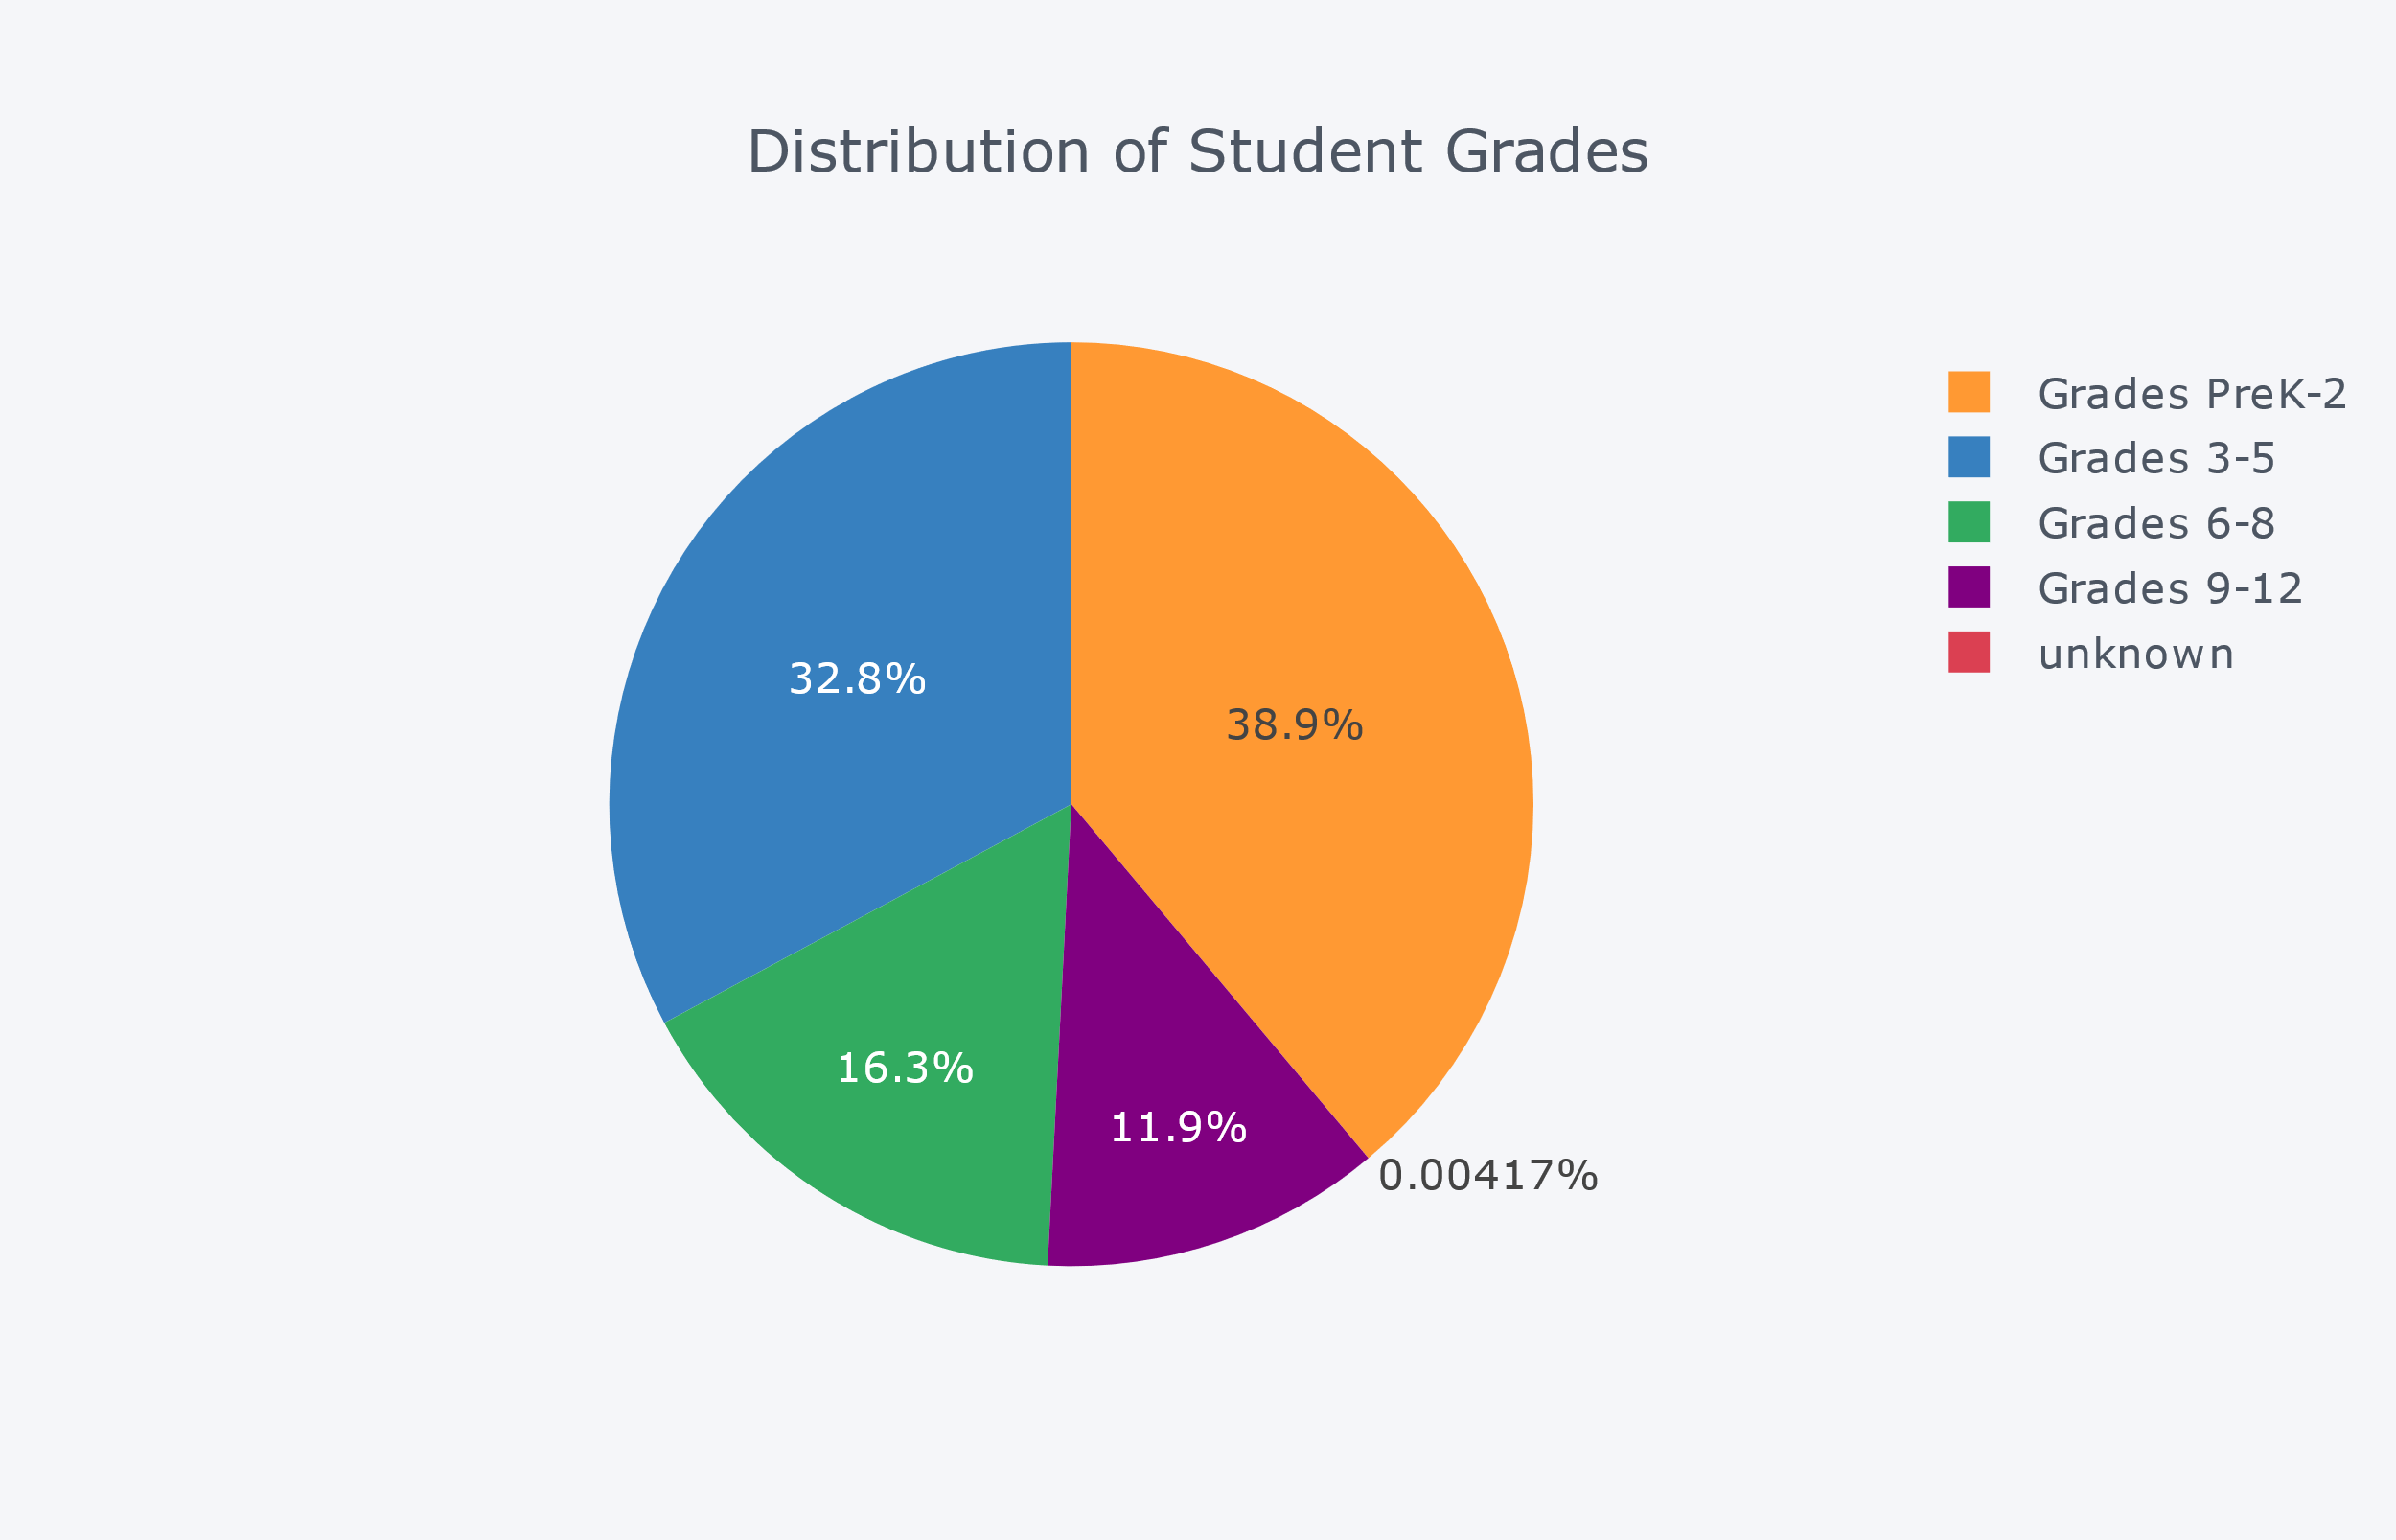 Distribution of Student Grades
Grades PreK-2
Grades 3-5
Grades 6-8
Grades 9-12
unknown
32.8%
38.9%
16.3%
11.9%
0.00417%